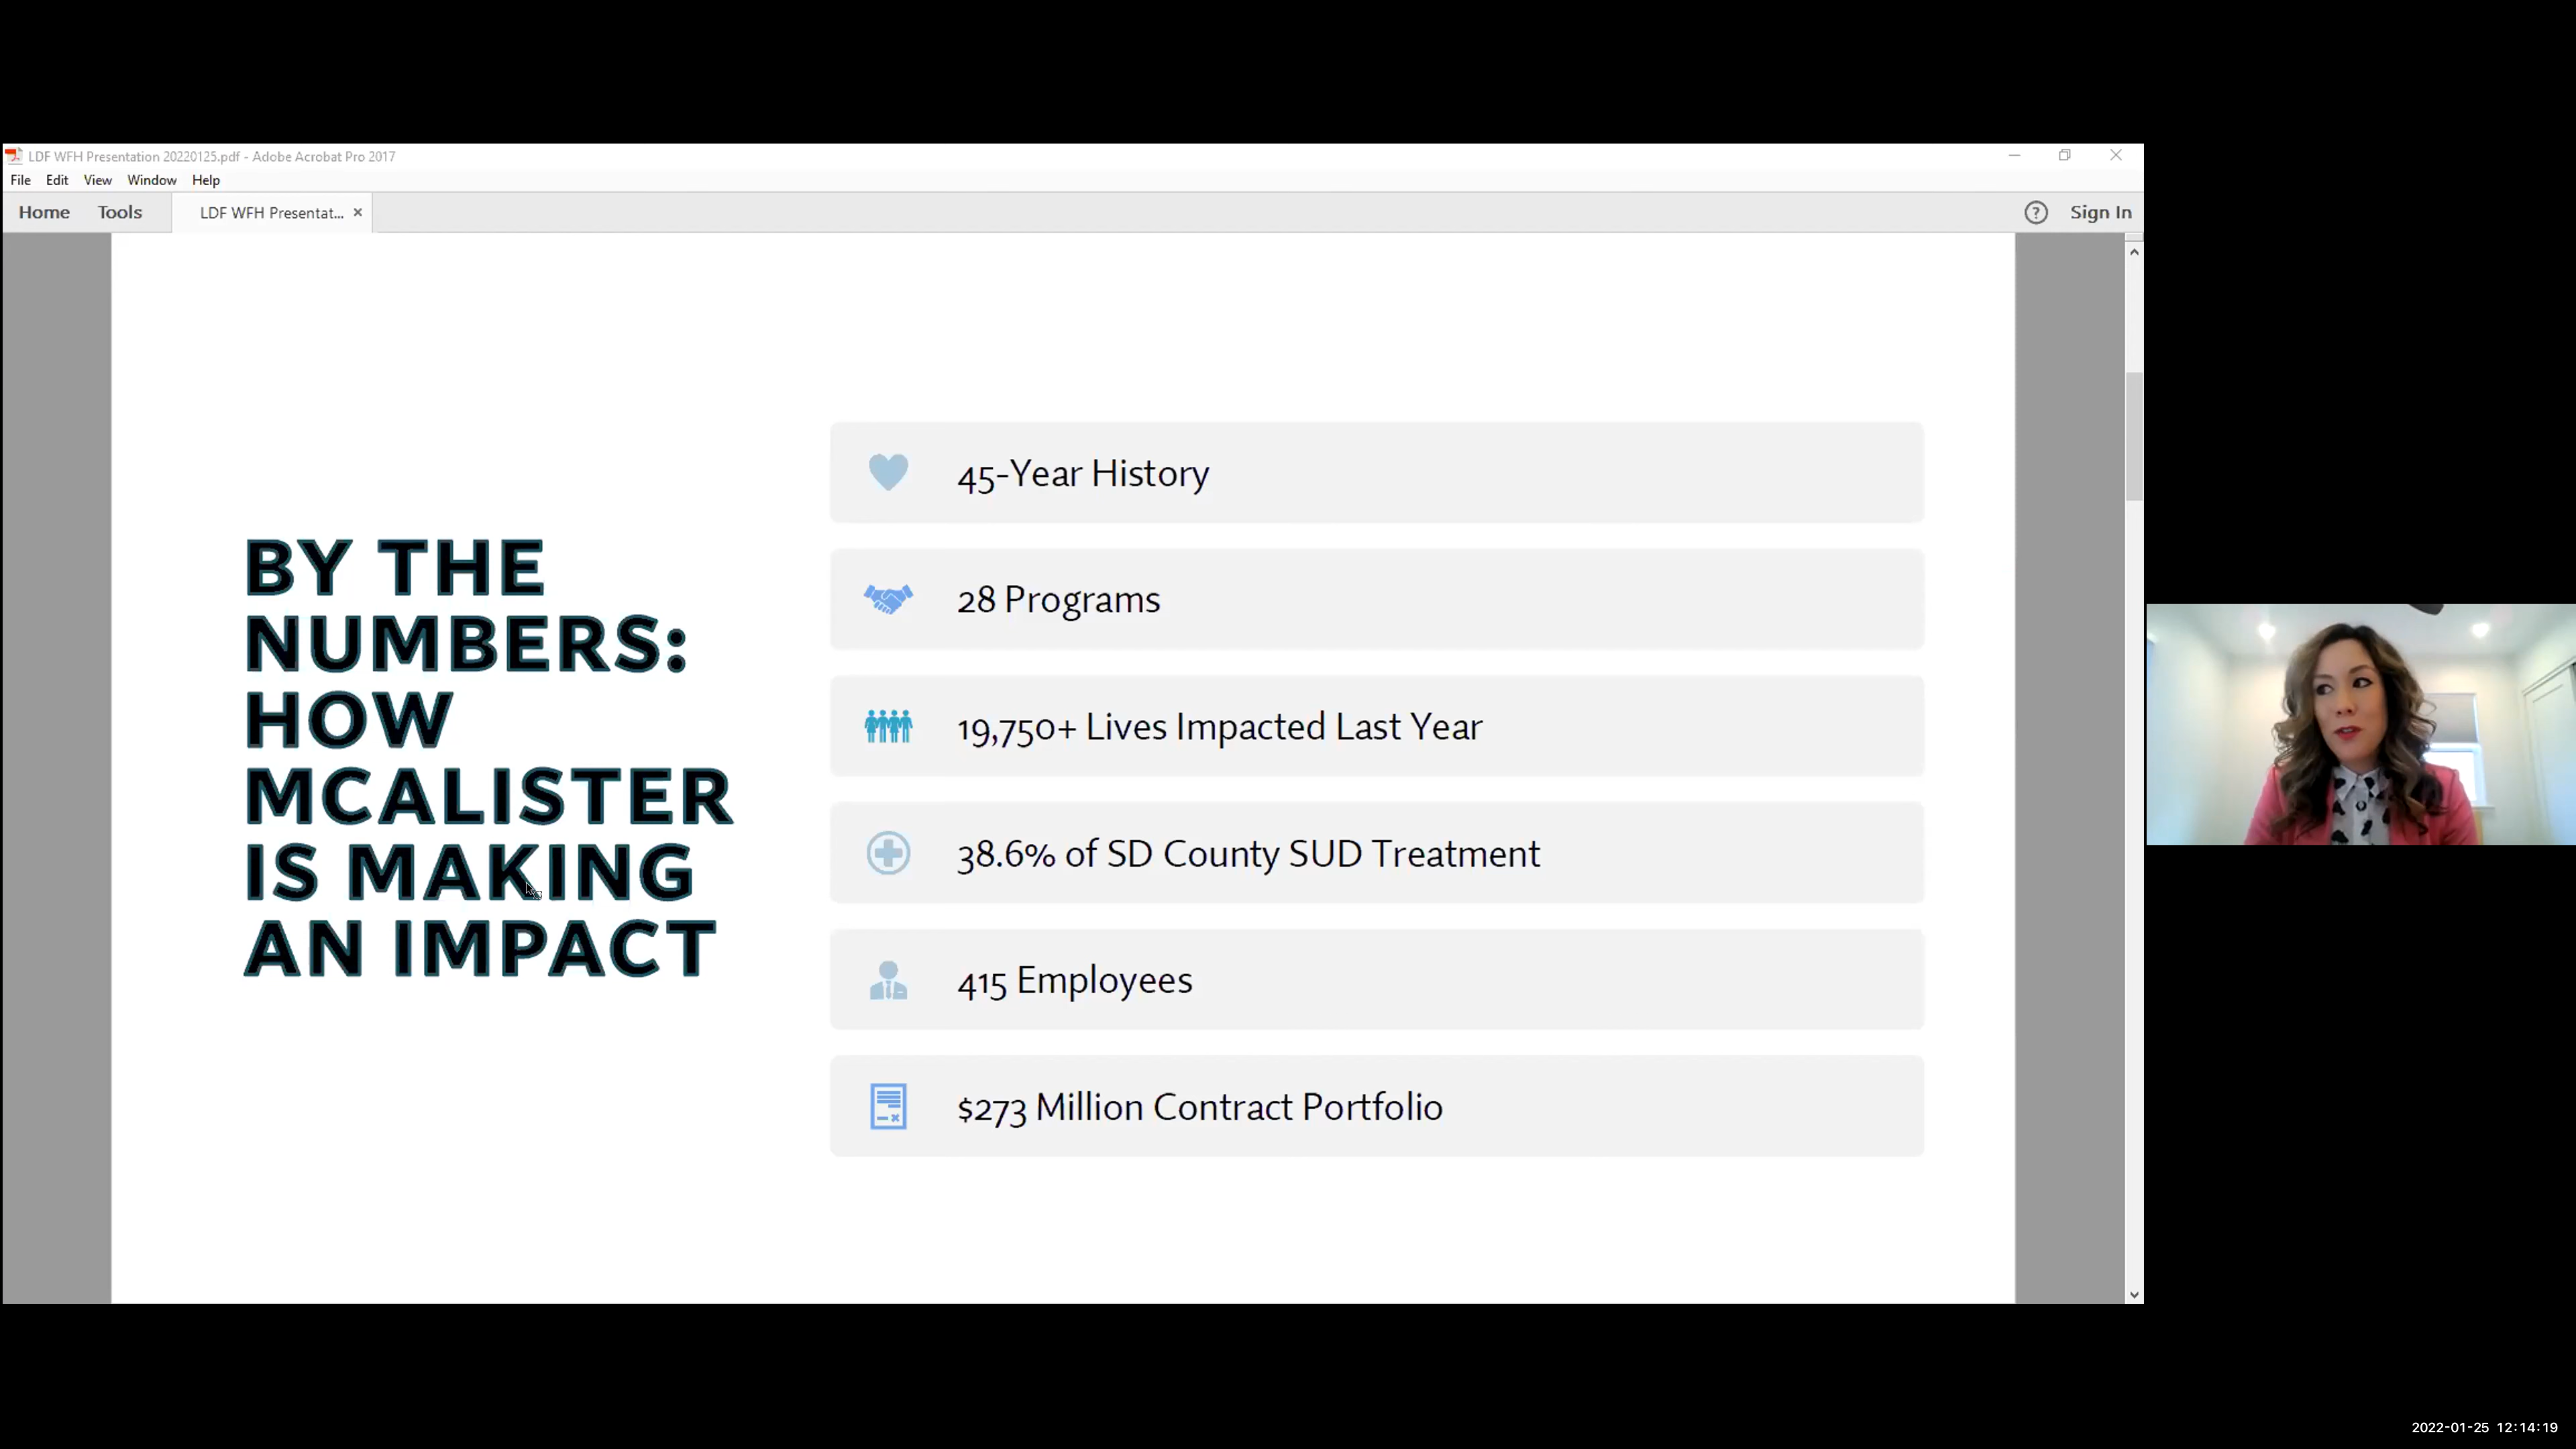 LDF WFH Presentation 20220125.pdf - Adobe Acrobat Pro 2017
File Edit View Window Help
Home Tools LDF WFH Presentat... × ? Sign In
BY THE
NUMBERS:
HOW
MCALISTER
IS MAKING
AN IMPACT
45-Year History
28 Programs
19,750+ Lives Impacted Last Year
38.6% of SD County SUD Treatment
415 Employees
$273 Million Contract Portfolio
2022-01-25 12:14:19